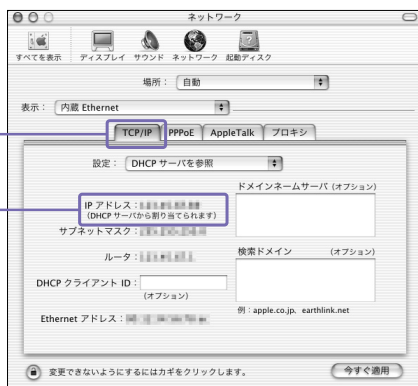 ネットワーク
すべてを表示 ディスプレイ サウンド ネットワーク 起動ディスク
場所： 自動
表示： 内蔵 Ethernet
TCP/IP PPPoE AppleTalk プロキシ
設定： DHCP サーバを参照
ドメインネームサーバ (オプション)
IP アドレス：
(DHCP サーバから割り当てられます)
サブネットマスク：
ルータ：
検索ドメイン (オプション)
DHCP クライアント ID：
(オプション)
例：apple.co.jp、earthlink.net
Ethernet アドレス：
変更できないようにするにはカギをクリックします。
今すぐ適用